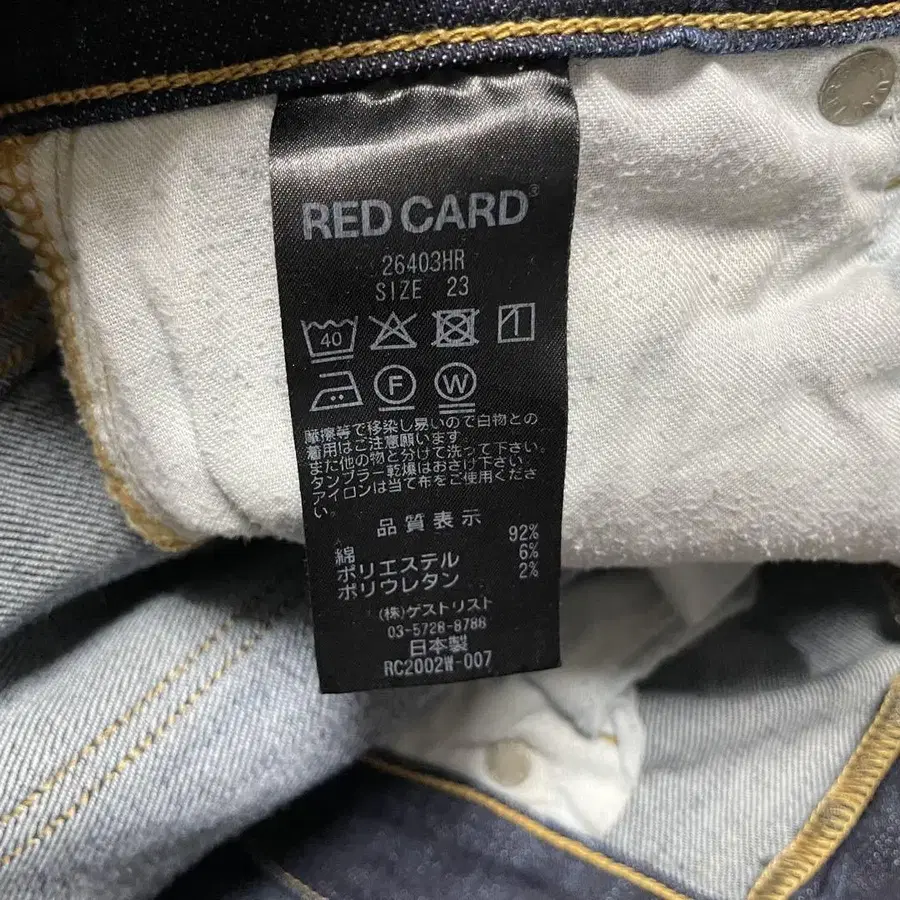 RED CARD®
26403HR
SIZE 23
40
F W
摩擦等で移染し易いので白物との
着用はご注意願います。
また他の物と分けて洗って下さい。
タンブラー乾燥はおさけ下さい。
アイロンは当て布をご使用くださ
い。
品質表示
綿 92%
ポリエステル 6%
ポリウレタン 2%
(株)ゲストリスト
03-5728-8788
日本製
RC2002W-007